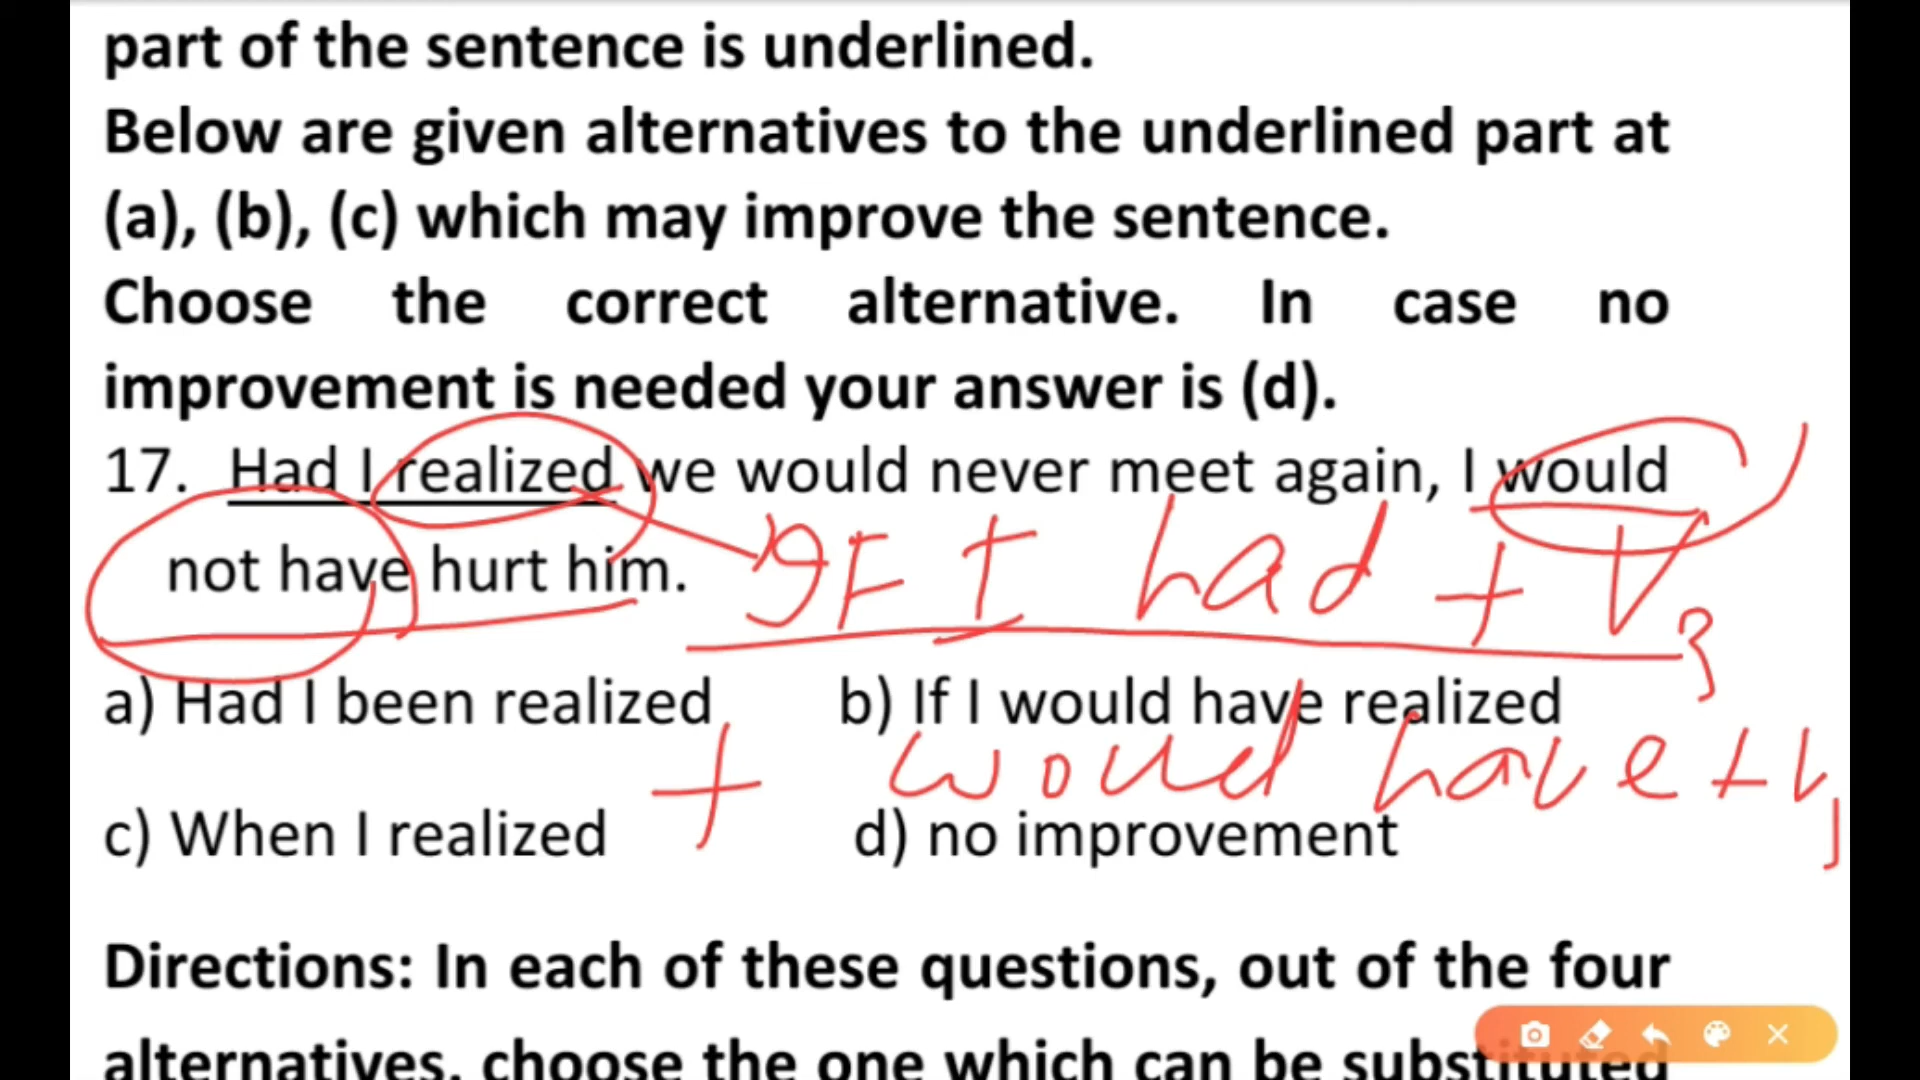 part of the sentence is underlined.
Below are given alternatives to the underlined part at
(a), (b), (c) which may improve the sentence.
Choose the correct alternative. In case no
improvement is needed your answer is (d).
17. Had I realized we would never meet again, I would
not have hurt him.
IF I had + V3
a) Had I been realized b) If I would have realized
+ would have + V
c) When I realized d) no improvement
Directions: In each of these questions, out of the four
alternatives, choose the one which can be substituted